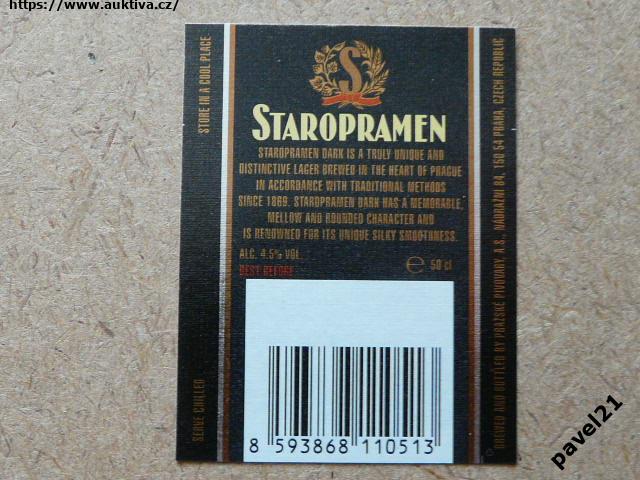 https://www.auktiva.cz/
STORE IN A COOL PLACE
SERVE CHILLED
S
STAROPRAMEN
STAROPRAMEN DARK IS A TRULY UNIQUE AND
DISTINCTIVE LAGER BREWED IN THE HEART OF PRAGUE
IN ACCORDANCE WITH TRADITIONAL METHODS
SINCE 1869. STAROPRAMEN DARK HAS A MEMORABLE,
MELLOW AND ROUNDED CHARACTER AND
IS RENOWNED FOR ITS UNIQUE SILKY SMOOTHNESS.
ALC. 4.5% VOL.
BEST BEFORE
℮ 50 cl
8 593868 110513
BREWED AND BOTTLED BY PRAŽSKÉ PIVOVARY, A.S., NÁDRAŽNÍ 84, 150 54 PRAHA, CZECH REPUBLIC
pavel21